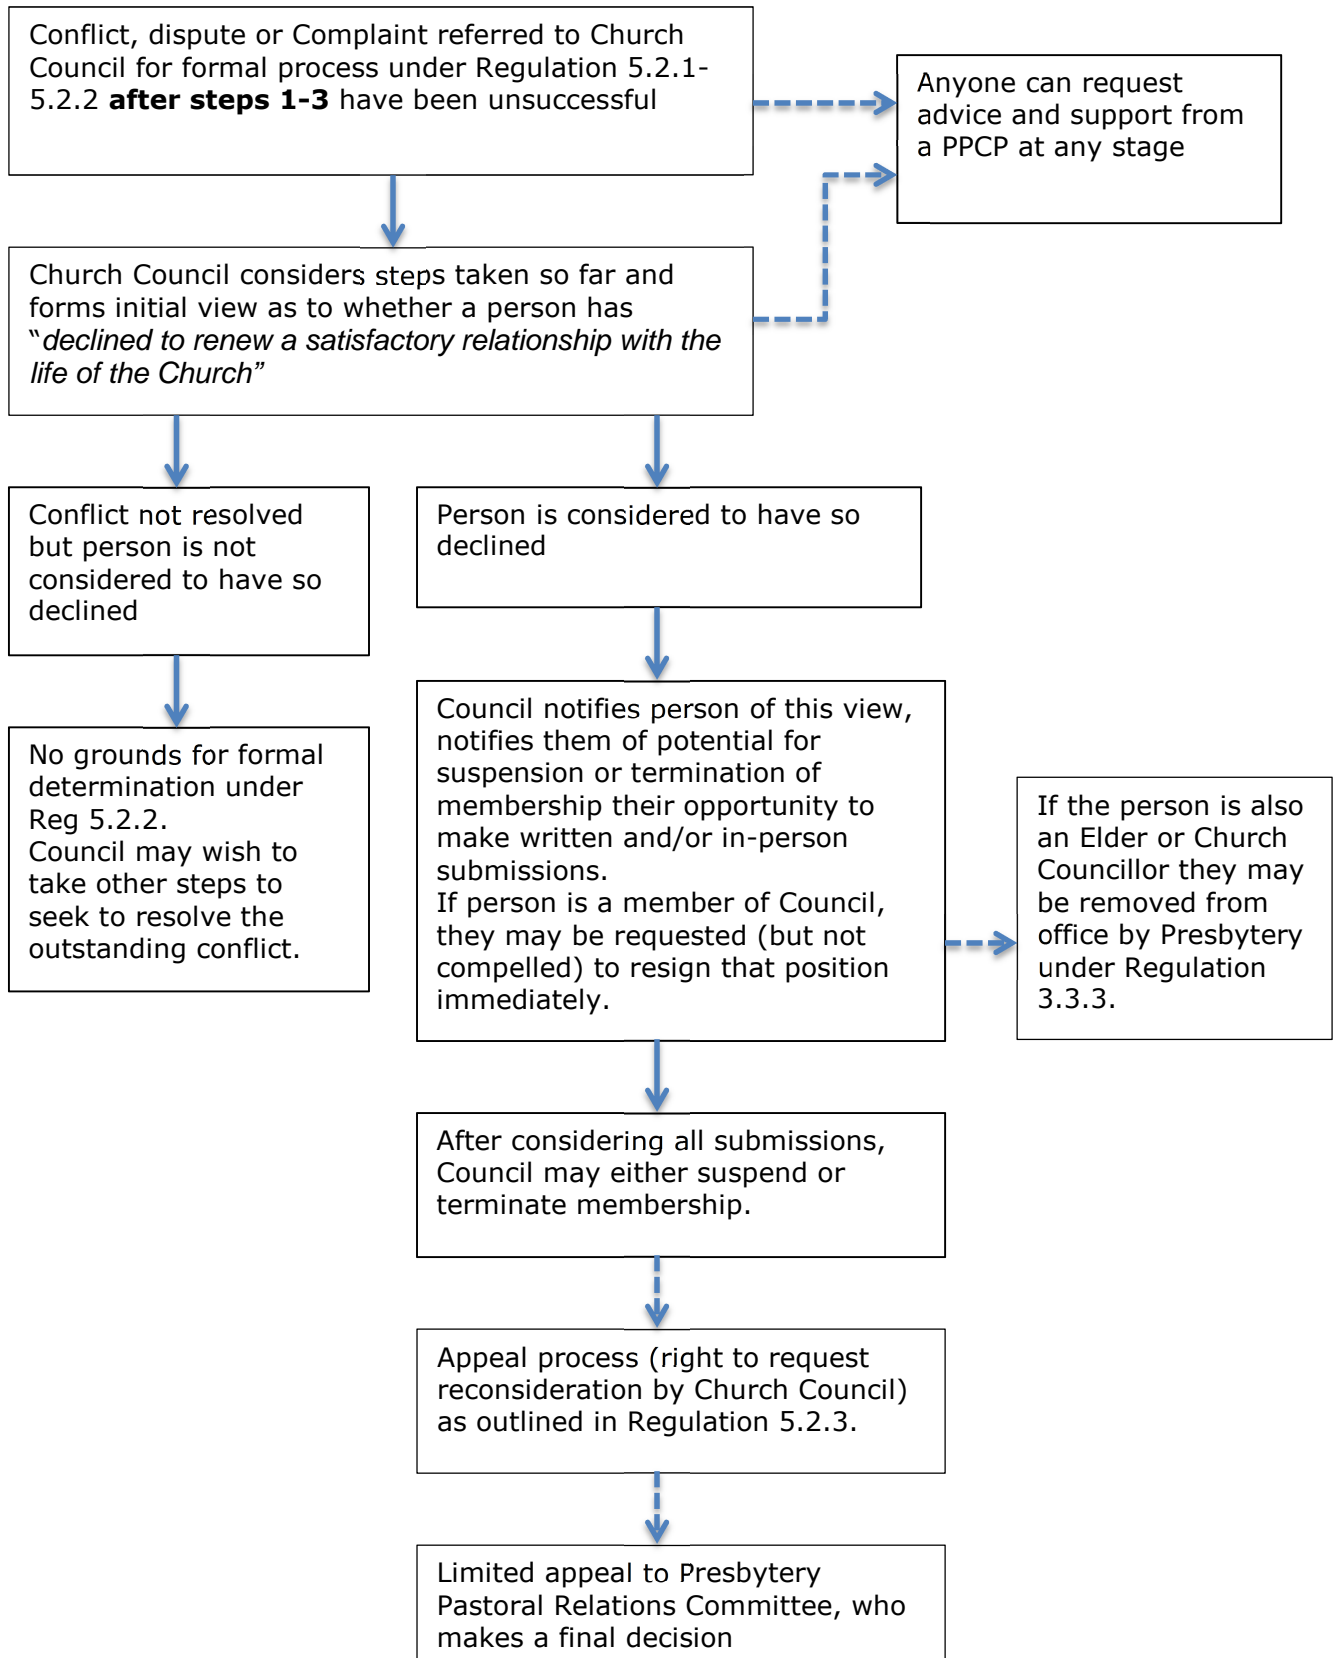 Conflict, dispute or Complaint referred to Church
Council for formal process under Regulation 5.2.1-
5.2.2 after steps 1-3 have been unsuccessful
Anyone can request
advice and support from
a PPCP at any stage
Church Council considers steps taken so far and
forms initial view as to whether a person has
“declined to renew a satisfactory relationship with the
life of the Church”
Conflict not resolved
but person is not
considered to have so
declined
Person is considered to have so
declined
No grounds for formal
determination under
Reg 5.2.2.
Council may wish to
take other steps to
seek to resolve the
outstanding conflict.
Council notifies person of this view,
notifies them of potential for
suspension or termination of
membership their opportunity to
make written and/or in-person
submissions.
If person is a member of Council,
they may be requested (but not
compelled) to resign that position
immediately.
If the person is also
an Elder or Church
Councillor they may
be removed from
office by Presbytery
under Regulation
3.3.3.
After considering all submissions,
Council may either suspend or
terminate membership.
Appeal process (right to request
reconsideration by Church Council)
as outlined in Regulation 5.2.3.
Limited appeal to Presbytery
Pastoral Relations Committee, who
makes a final decision